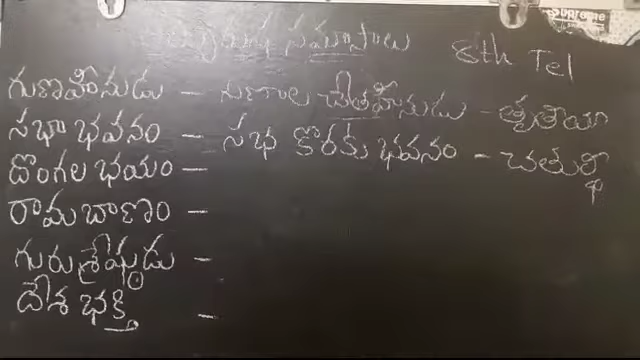 సమాసాలు 8th Tel
గుణహీనుడు – గుణాల చేత హీనుడు – తృతీయా
సభా భవనం – సభ కొరకు భవనం – చతుర్థి
దొంగల భయం –
రామ బాణం –
గురు శ్రేష్ఠుడు –
దేశ భక్తి –